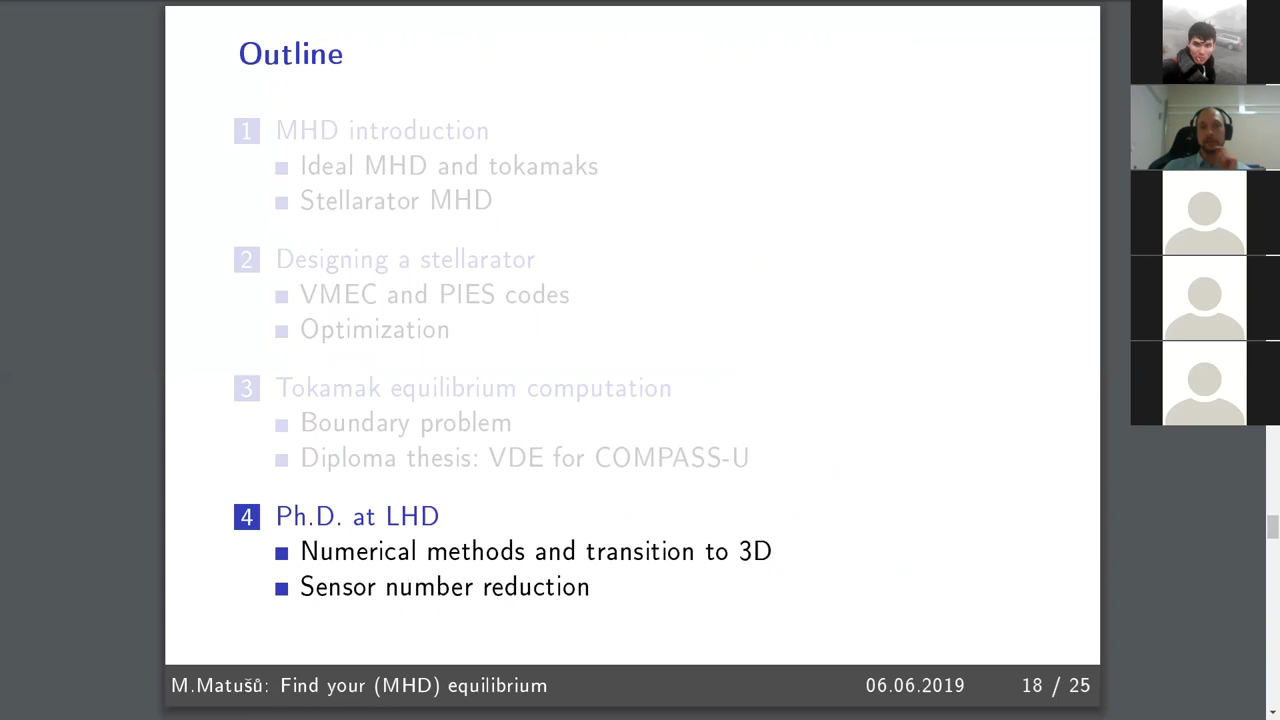 Outline
1 MHD introduction
Ideal MHD and tokamaks
Stellarator MHD
2 Designing a stellarator
VMEC and PIES codes
Optimization
3 Tokamak equilibrium computation
Boundary problem
Diploma thesis: VDE for COMPASS-U
4 Ph.D. at LHD
Numerical methods and transition to 3D
Sensor number reduction
M.Matušů: Find your (MHD) equilibrium 06.06.2019 18 / 25